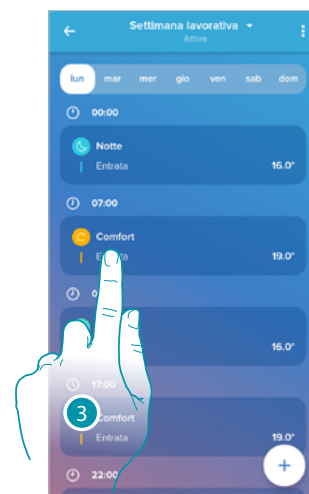 Settimana lavorativa
Attiva
lun mar mer gio ven sab dom
00:00
Notte
Entrata 16.0°
07:00
Comfort
19.0°
16.0°
17:00
Comfort
3
Entrata 19.0°
+
22:00